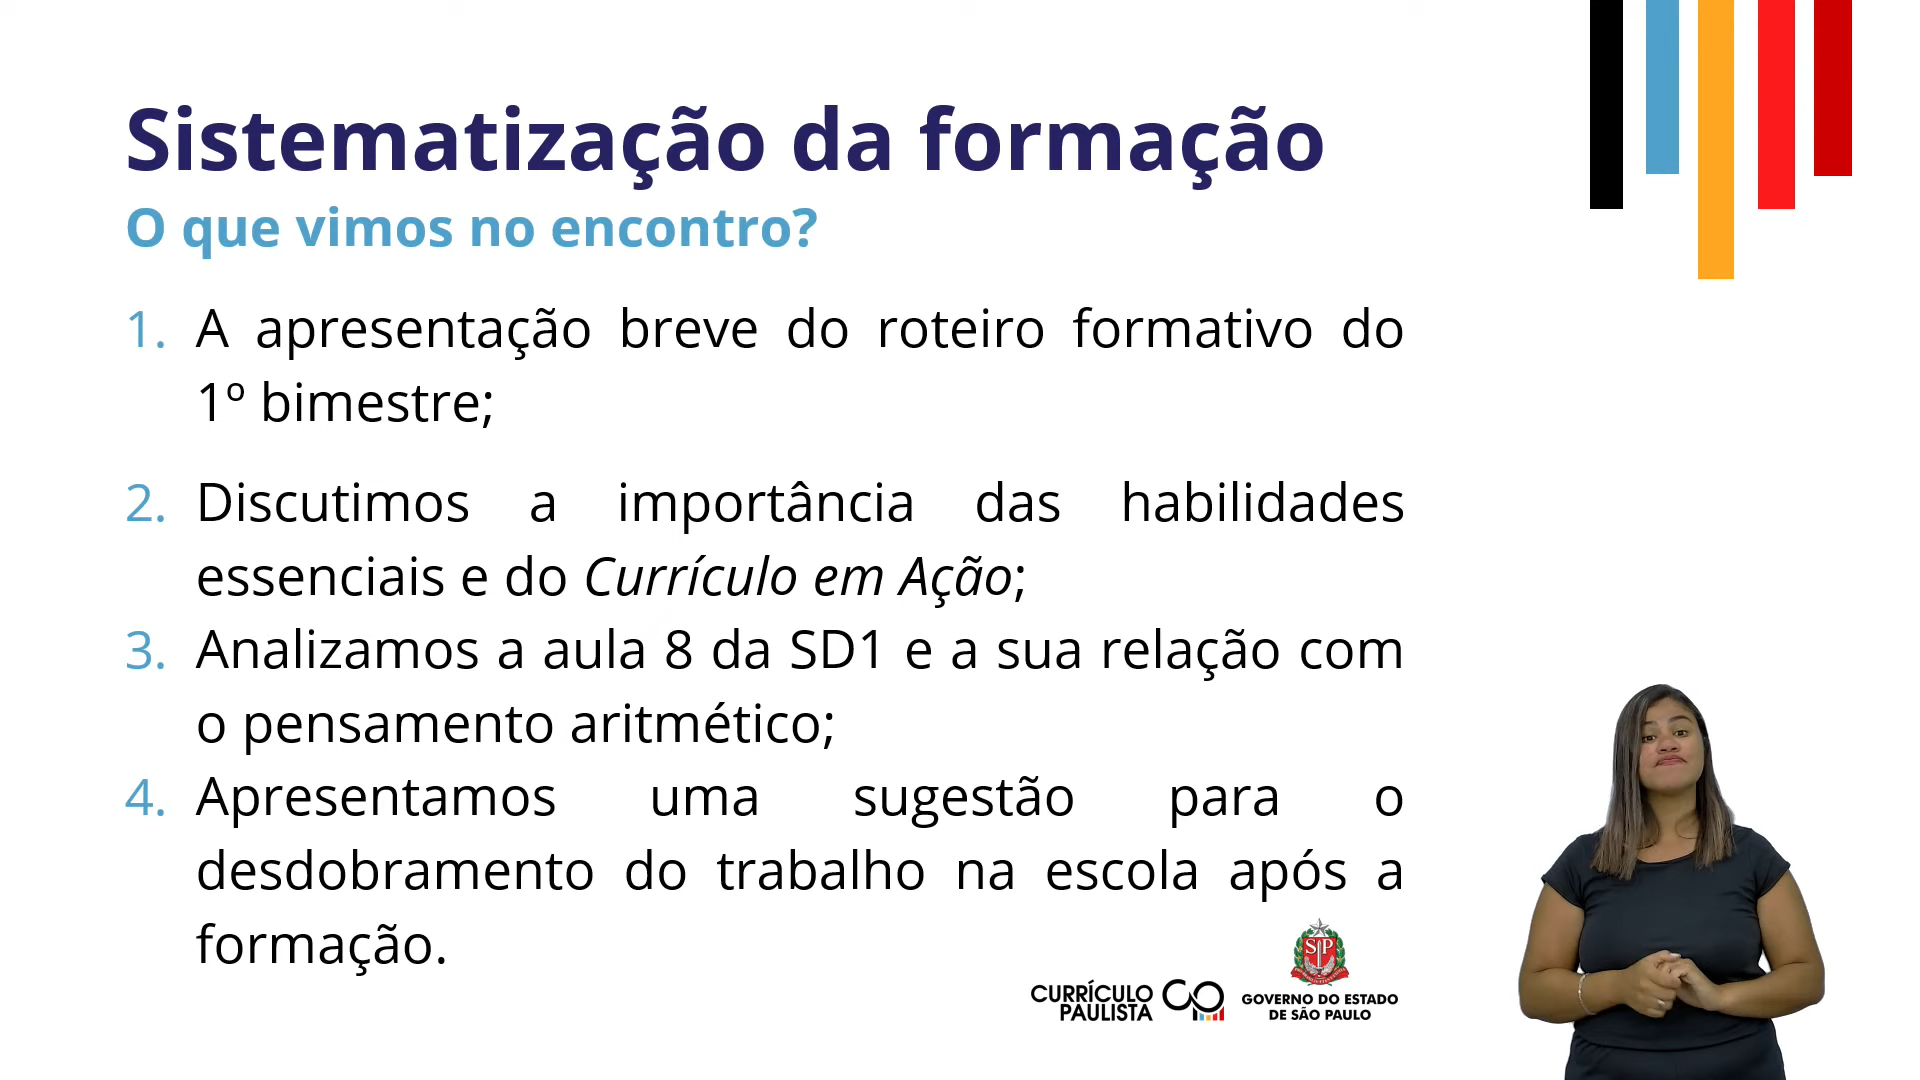 Sistematização da formação
O que vimos no encontro?
1. A apresentação breve do roteiro formativo do
1º bimestre;
2. Discutimos a importância das habilidades
essenciais e do Currículo em Ação;
3. Analizamos a aula 8 da SD1 e a sua relação com
o pensamento aritmético;
4. Apresentamos uma sugestão para o
desdobramento do trabalho na escola após a
formação.
CURRÍCULO
PAULISTA
SP
GOVERNO DO ESTADO
DE SÃO PAULO